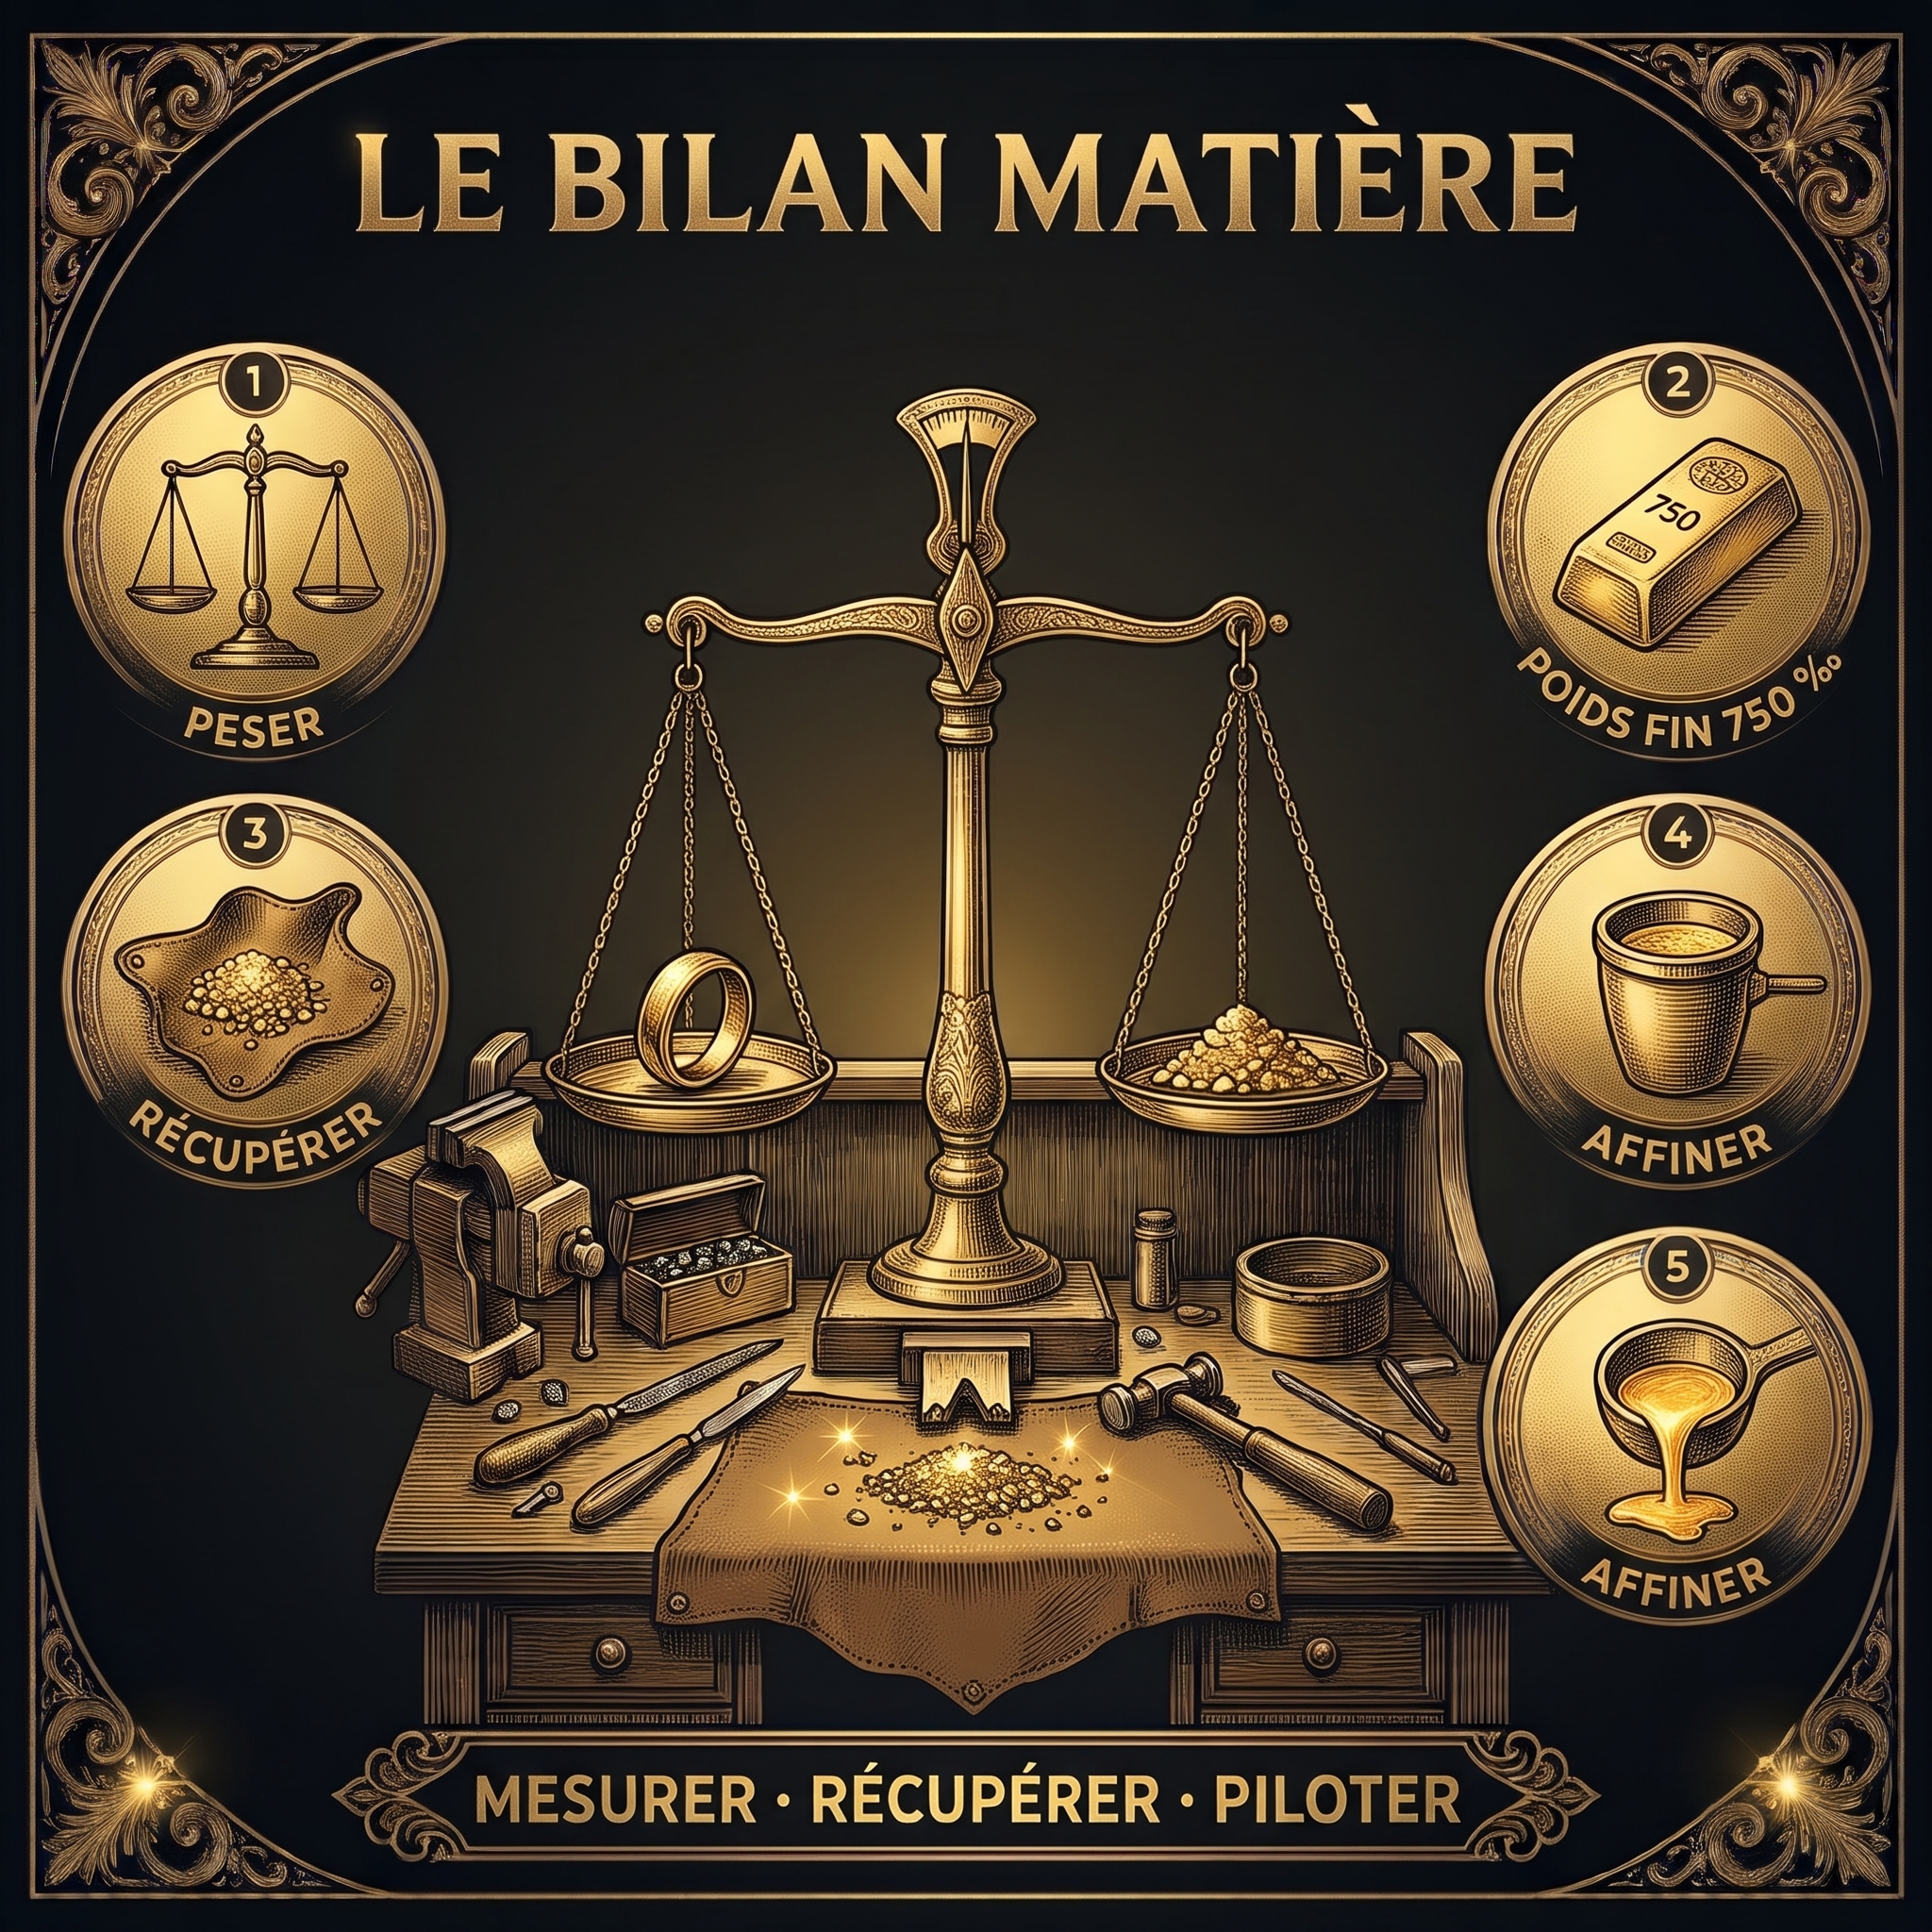 LE BILAN MATIÈRE
1
PESER
2
750
POIDS FIN 750 ‰
3
RÉCUPÉRER
4
AFFINER
5
AFFINER
MESURER · RÉCUPÉRER · PILOTER